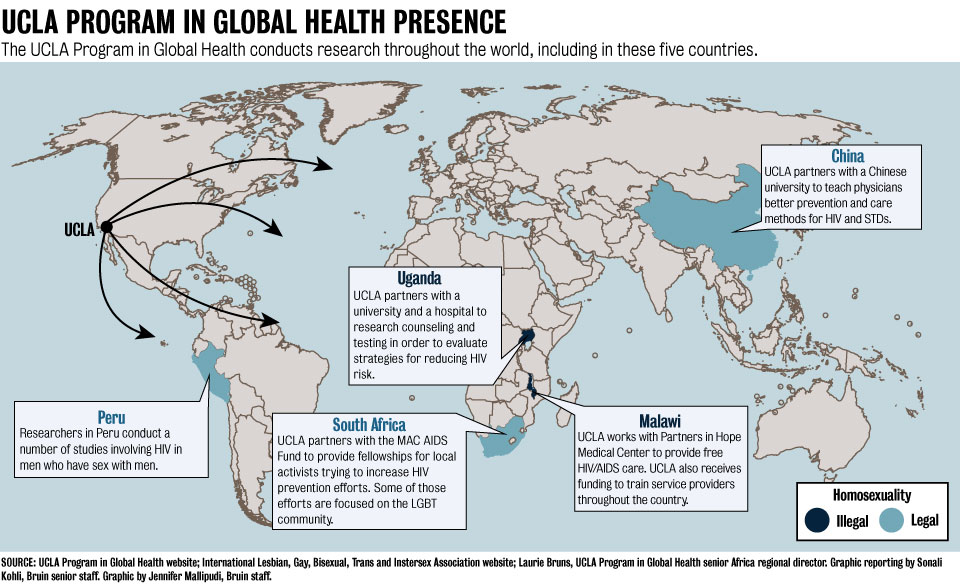 UCLA PROGRAM IN GLOBAL HEALTH PRESENCE
The UCLA Program in Global Health conducts research throughout the world, including in these five countries.
China
UCLA partners with a Chinese
university to teach physicians
better prevention and care
methods for HIV and STDs.
UCLA
Uganda
UCLA partners with a
university and a hospital to
research counseling and
testing in order to evaluate
strategies for reducing HIV
risk.
Peru
Researchers in Peru conduct a
number of studies involving HIV in
men who have sex with men.
South Africa
UCLA partners with the MAC AIDS
Fund to provide fellowships for local
activists trying to increase HIV
prevention efforts. Some of those
efforts are focused on the LGBT
community.
Malawi
UCLA works with Partners in Hope
Medical Center to provide free
HIV/AIDS care. UCLA also receives
funding to train service providers
throughout the country.
Homosexuality
Illegal Legal
SOURCE: UCLA Program in Global Health website; International Lesbian, Gay, Bisexual, Trans and Instersex Association website; Laurie Bruns, UCLA Program in Global Health senior Africa regional director. Graphic reporting by Sonali
Kohli, Bruin senior staff. Graphic by Jennifer Mallipudi, Bruin staff.